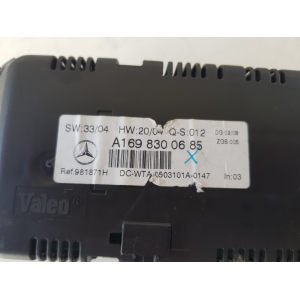 SW:33/04 HW:20/04 Q-S:012
A169 830 06 85
Ref.981871H DC-WTA-0503101A-0147 In:03
Valeo